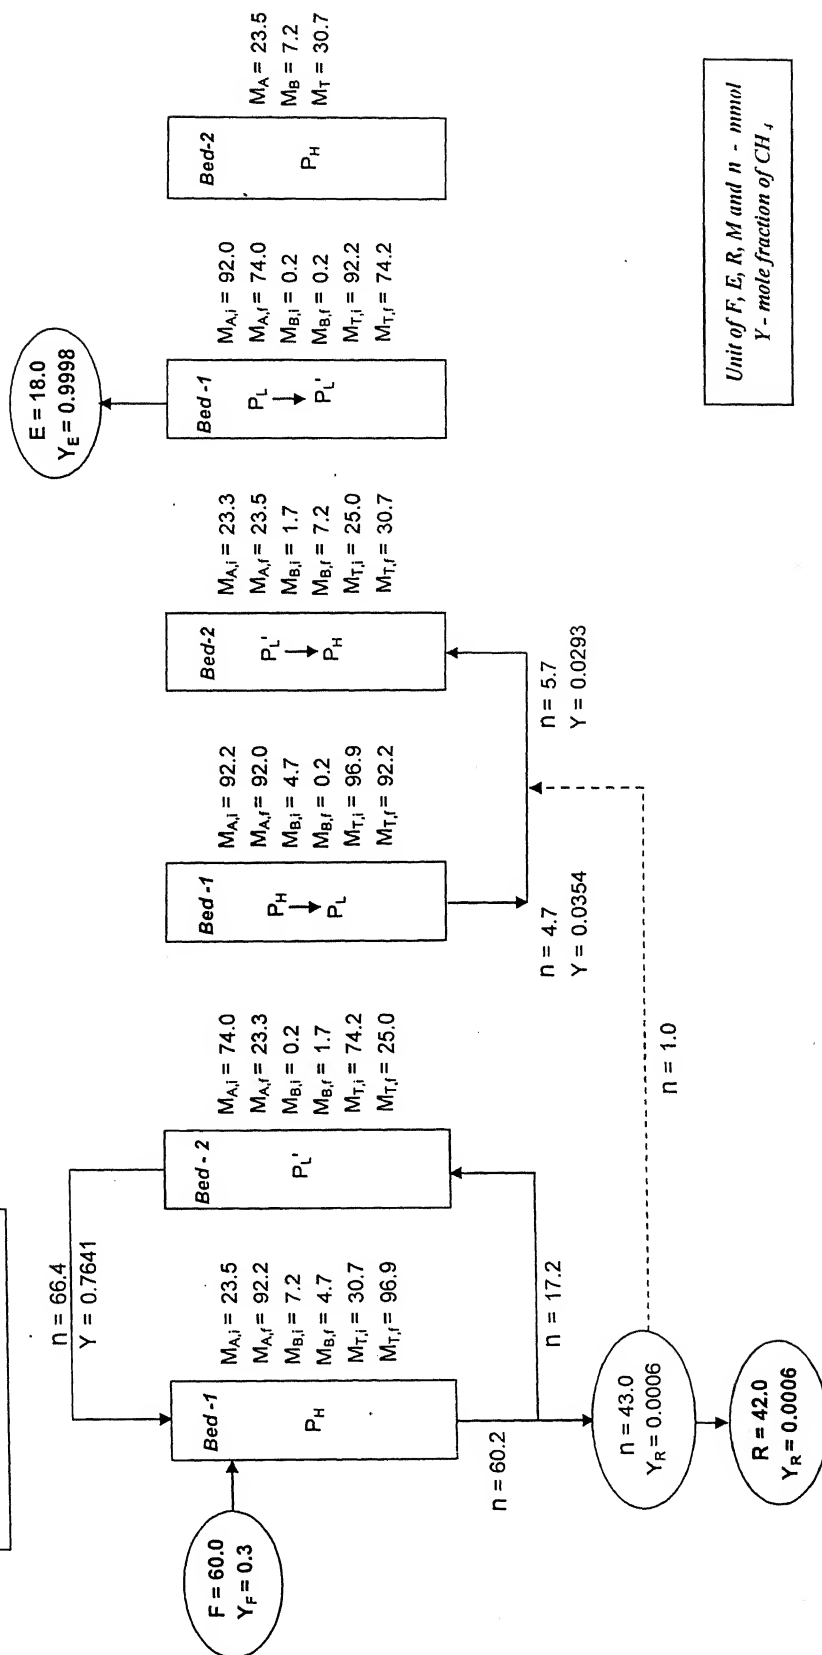 F = 60.0
Y_F = 0.3
n = 66.4
Y = 0.7641
Bed -1
P_H
M_A,i = 23.5
M_A,f = 92.2
M_B,i = 7.2
M_B,f = 4.7
M_T,i = 30.7
M_T,f = 96.9
n = 60.2
n = 43.0
Y_R = 0.0006
R = 42.0
Y_R = 0.0006
n = 17.2
Bed - 2
P_L'
M_A,i = 74.0
M_A,f = 23.3
M_B,i = 0.2
M_B,f = 1.7
M_T,i = 74.2
M_T,f = 25.0
n = 1.0
Bed -1
P_H
P_L
M_A,i = 92.2
M_A,f = 92.0
M_B,i = 4.7
M_B,f = 0.2
M_T,i = 96.9
M_T,f = 92.2
n = 4.7
Y = 0.0354
Bed-2
P_L'
P_H
M_A,i = 23.3
M_A,f = 23.5
M_B,i = 1.7
M_B,f = 7.2
M_T,i = 25.0
M_T,f = 30.7
n = 5.7
Y = 0.0293
E = 18.0
Y_E = 0.9998
Bed -1
P_L
P_L'
M_A,i = 92.0
M_A,f = 74.0
M_B,i = 0.2
M_B,f = 0.2
M_T,i = 92.2
M_T,f = 74.2
Bed-2
P_H
M_A = 23.5
M_B = 7.2
M_T = 30.7
Unit of F, E, R, M and n - mmol
Y - mole fraction of CH4